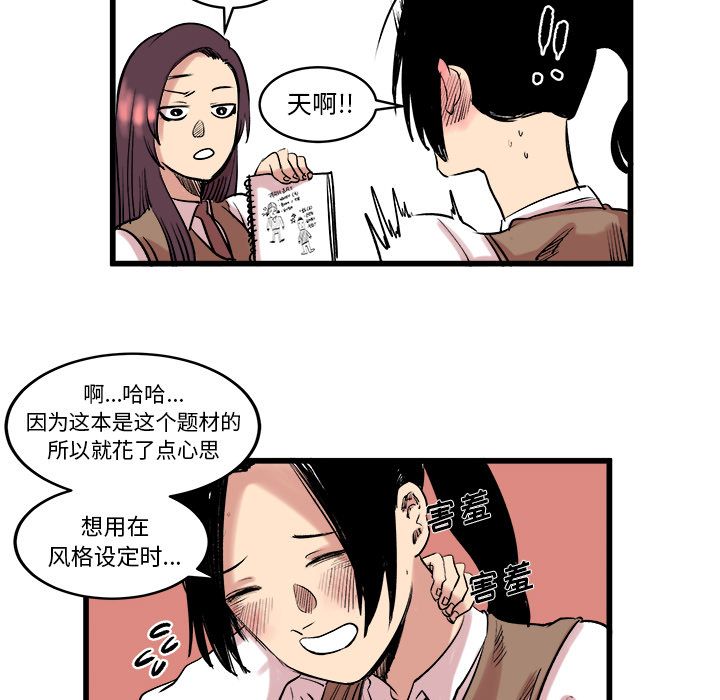 天啊!!
啊...哈哈...
因为这本是这个题材的
所以就花了点心思
想用在
风格设定时...
害羞
害羞